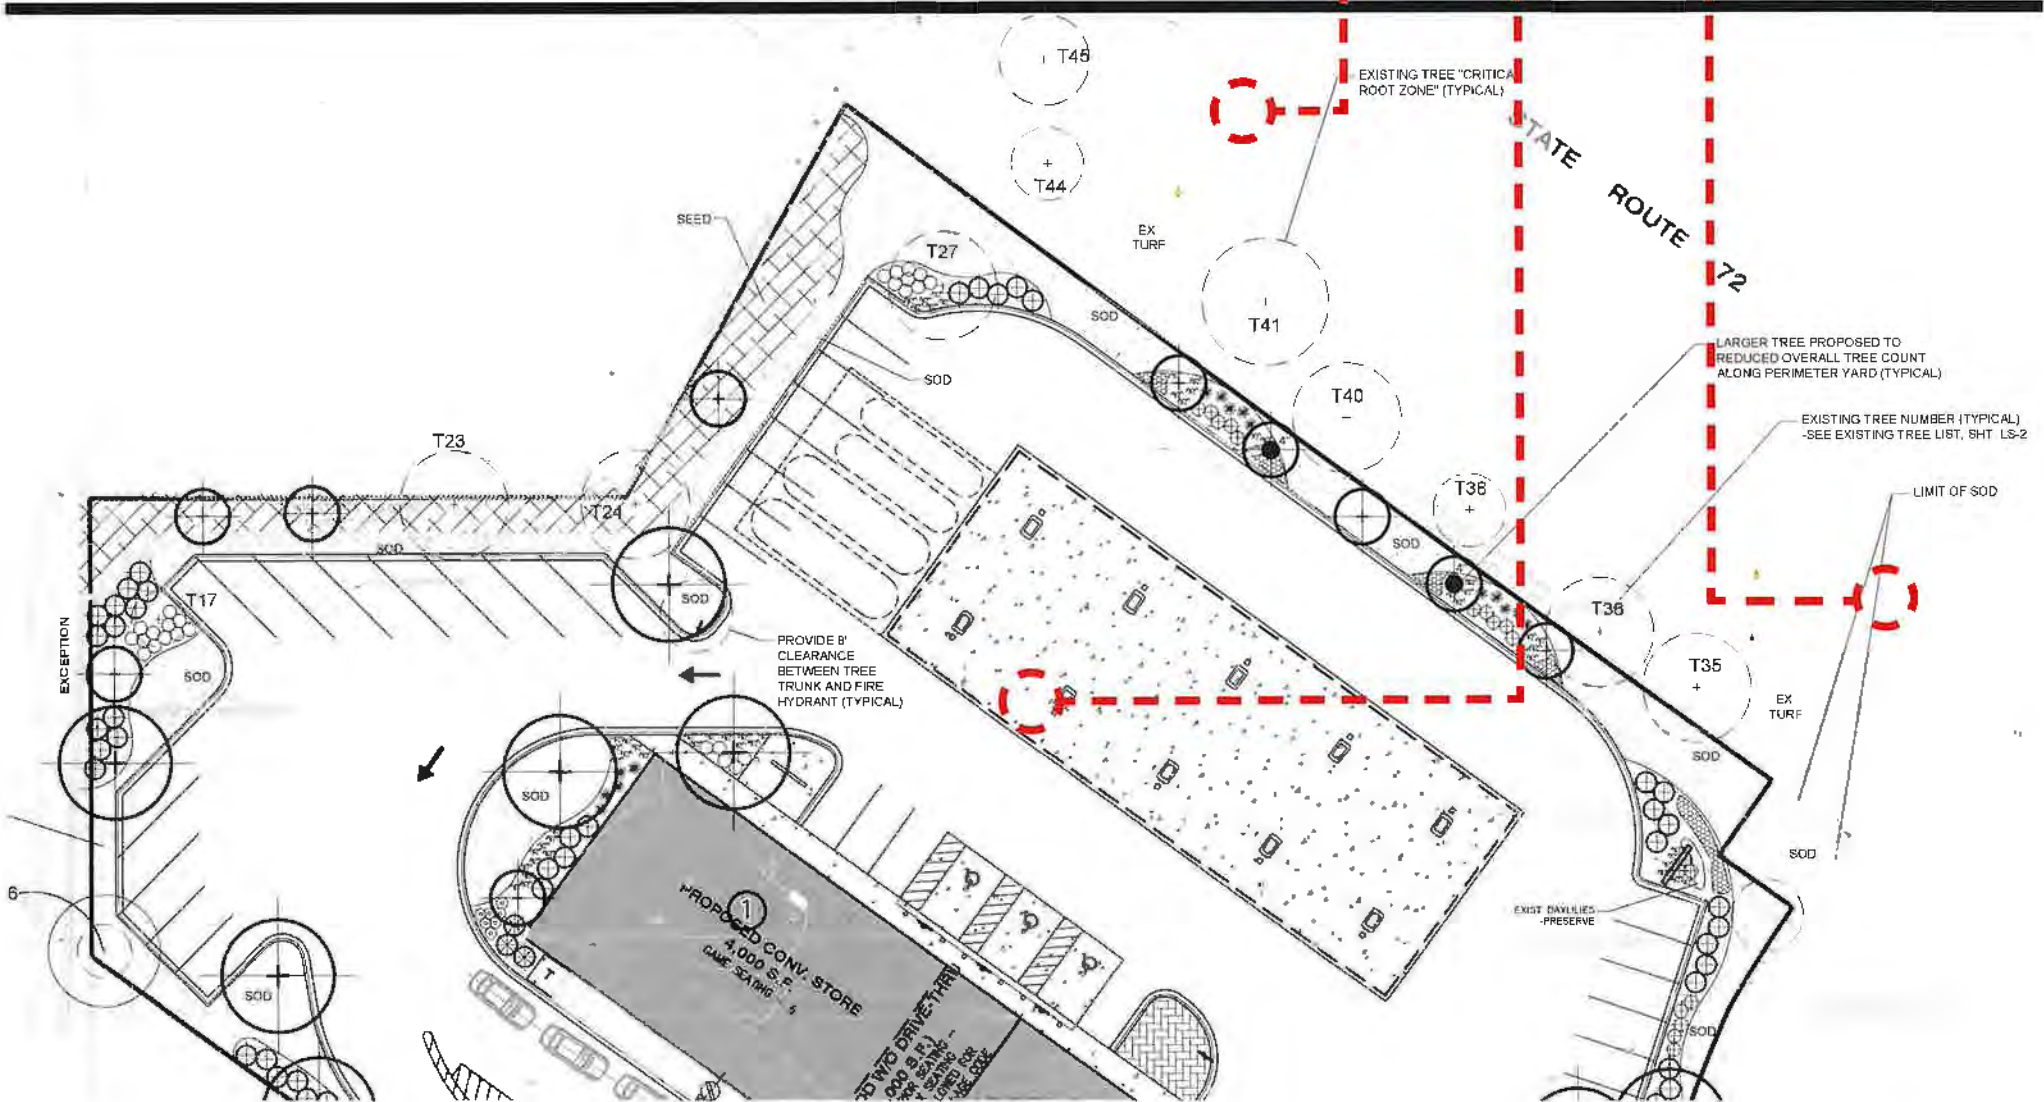 T45
EXISTING TREE "CRITICA
ROOT ZONE" (TYPICAL)
STATE ROUTE 72
T44
SEED
EX
TURF
T27
SOD
T41
LARGER TREE PROPOSED TO
REDUCED OVERALL TREE COUNT
ALONG PERIMETER YARD (TYPICAL)
SOD
T40
EXISTING TREE NUMBER (TYPICAL)
-SEE EXISTING TREE LIST, SHT LS-2
T23
T38
LIMIT OF SOD
T24
SOD
SOD
T17
SOD
T36
EXCEPTION
PROVIDE 8'
CLEARANCE
BETWEEN TREE
TRUNK AND FIRE
HYDRANT (TYPICAL)
SOD
T35
EX
TURF
SOD
SOD
SOD
6
1
PROPOSED CONV. STORE
4,000 S.F.
EXIST DAYLILIES
-PRESERVE
T
SOD
SOD